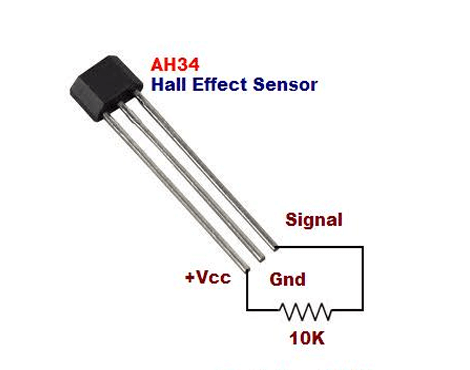 AH34
Hall Effect Sensor
Signal
+Vcc
Gnd
10K